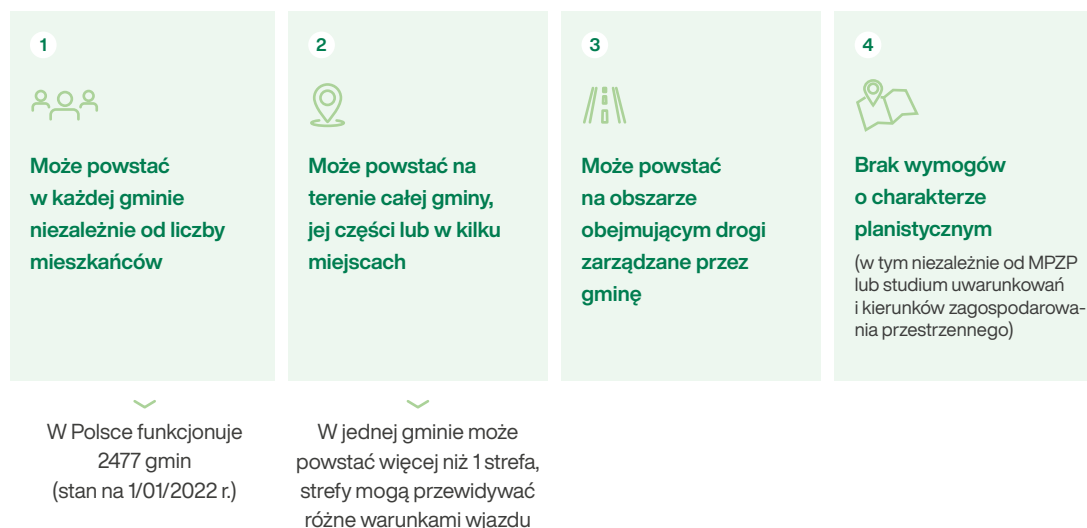 1
Może powstać
w każdej gminie
niezależnie od liczby
mieszkańców
W Polsce funkcjonuje
2477 gmin
(stan na 1/01/2022 r.)
2
Może powstać na
terenie całej gminy,
jej części lub w kilku
miejscach
W jednej gminie może
powstać więcej niż 1 strefa,
strefy mogą przewidywać
różne warunkami wjazdu
3
Może powstać
na obszarze
obejmującym drogi
zarządzane przez
gminę
4
Brak wymogów
o charakterze
planistycznym
(w tym niezależnie od MPZP
lub studium uwarunkowań
i kierunków zagospodarowa-
nia przestrzennego)